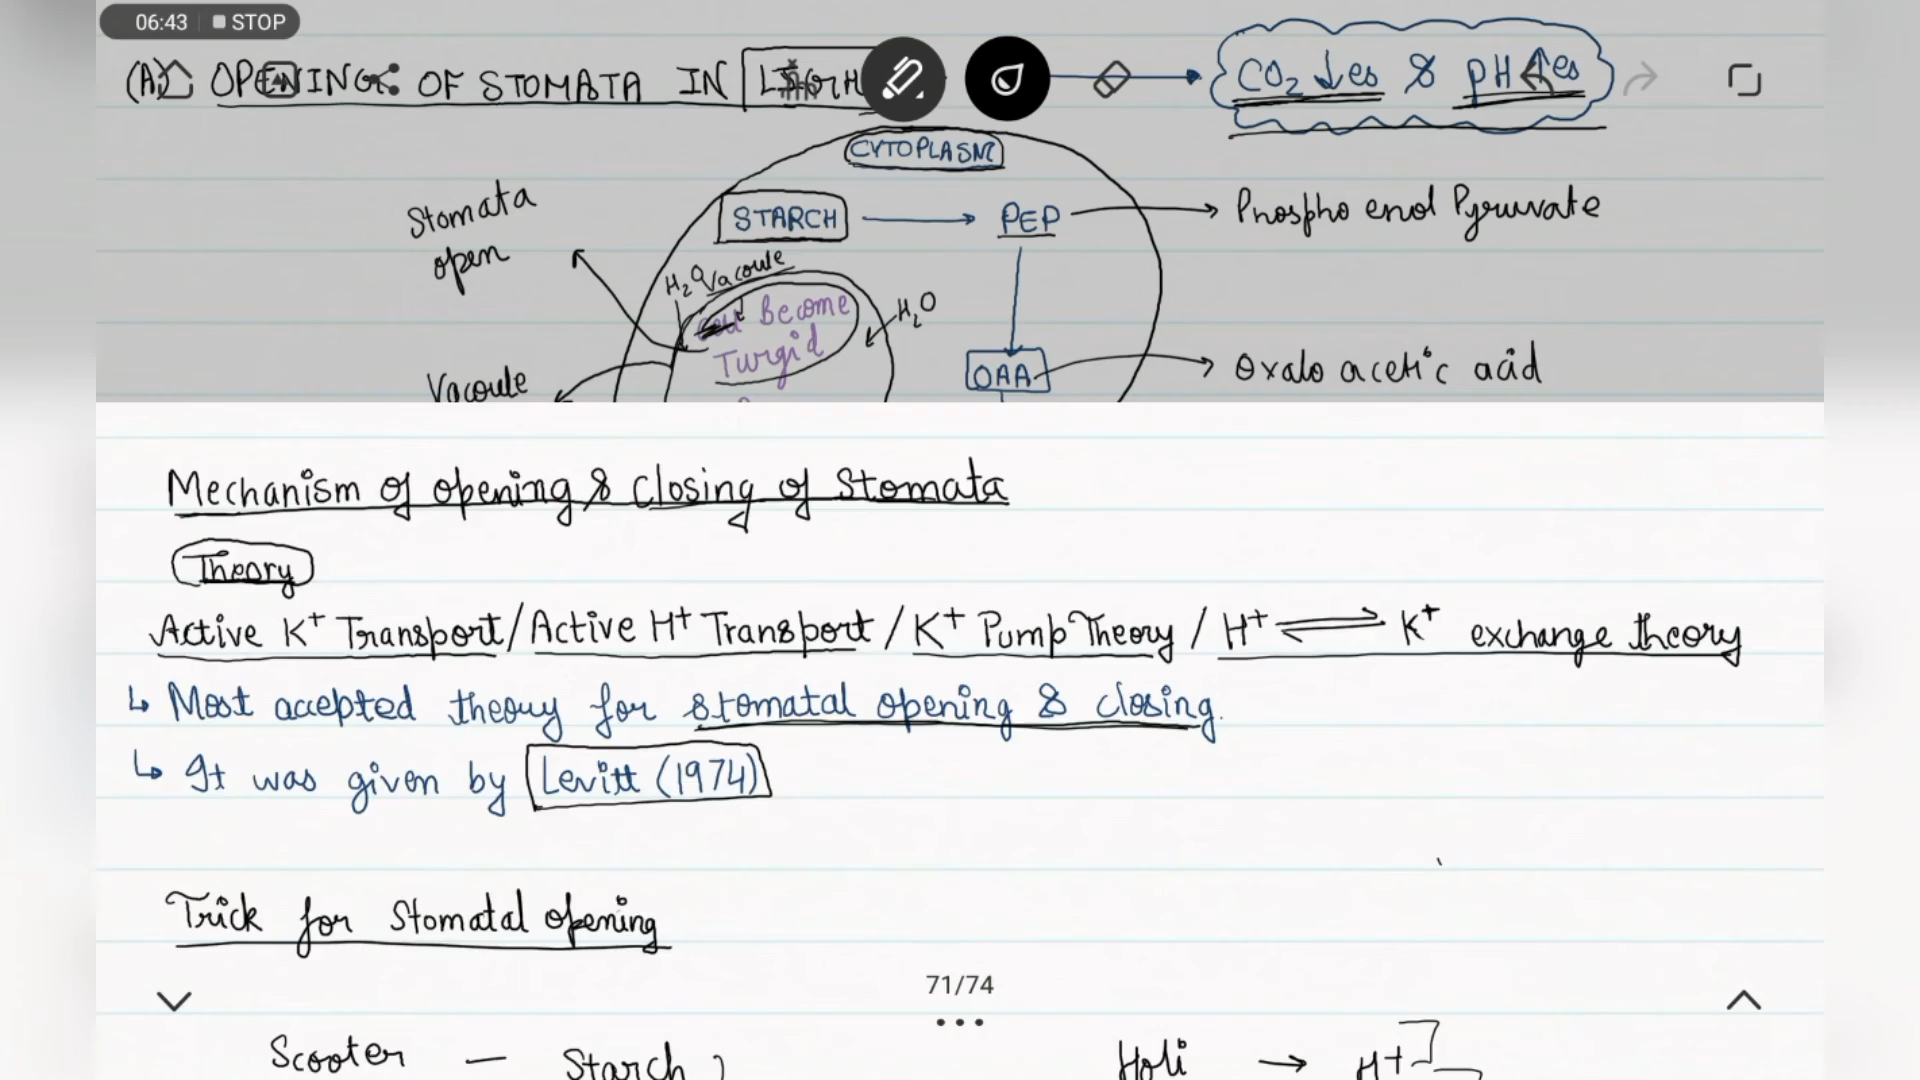 06:43 STOP
(A) OPENING OF STOMATA IN LIGH
CO2 ↓es & pH ↑es
CYTOPLASM
Stomata
open
STARCH → PEP → Phospho enol Pyruvate
H2O Vacoule
Become
Turgid
H2O
Vacoule
OAA → Oxalo acetic acid
Mechanism of opening & closing of Stomata
Theory
Active K+ Transport / Active H+ Transport / K+ Pump Theory / H+ ⇌ K+ exchange theory
↳ Most accepted theory for stomatal opening & closing.
↳ It was given by Levitt (1974)
Trick for Stomatal opening
71/74
Scooter — Starch
Holi → H+